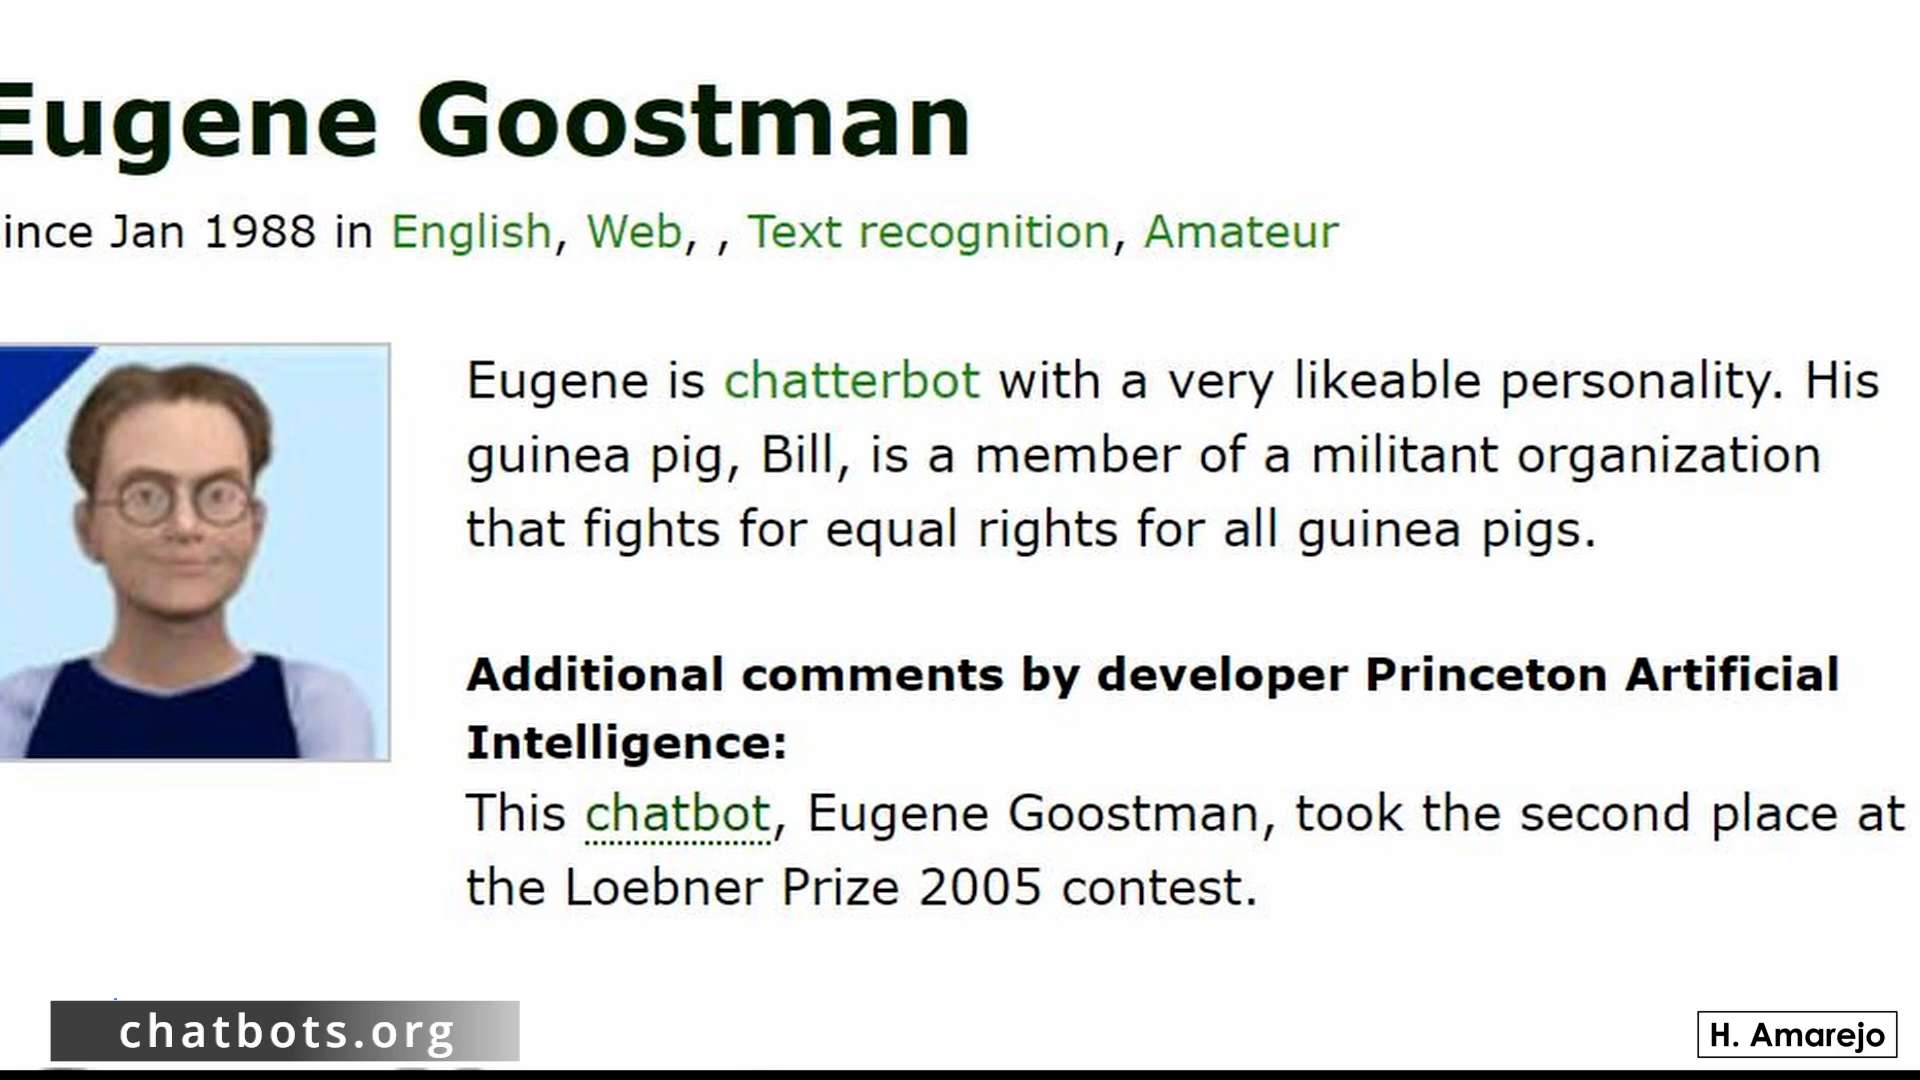 Eugene Goostman
ince Jan 1988 in English, Web, , Text recognition, Amateur
Eugene is chatterbot with a very likeable personality. His
guinea pig, Bill, is a member of a militant organization
that fights for equal rights for all guinea pigs.
Additional comments by developer Princeton Artificial
Intelligence:
This chatbot, Eugene Goostman, took the second place at
the Loebner Prize 2005 contest.
chatbots.org
H. Amarejo